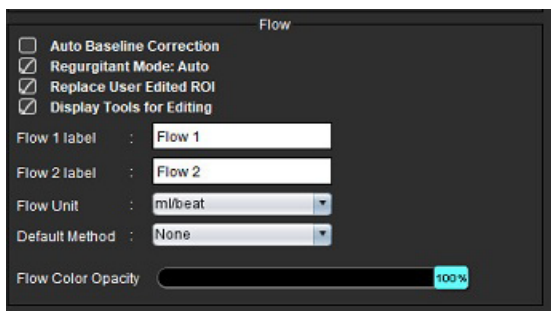 Flow
Auto Baseline Correction
Regurgitant Mode: Auto
Replace User Edited ROI
Display Tools for Editing
Flow 1 label : Flow 1
Flow 2 label : Flow 2
Flow Unit : ml/beat
Default Method : None
Flow Color Opacity 100%